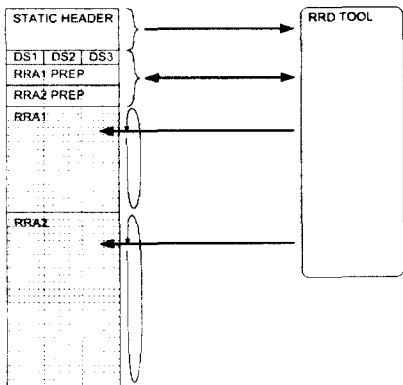 STATIC HEADER
RRD TOOL
DS1 DS2 DS3
RRA1 PREP
RRA2 PREP
RRA1
RRA2